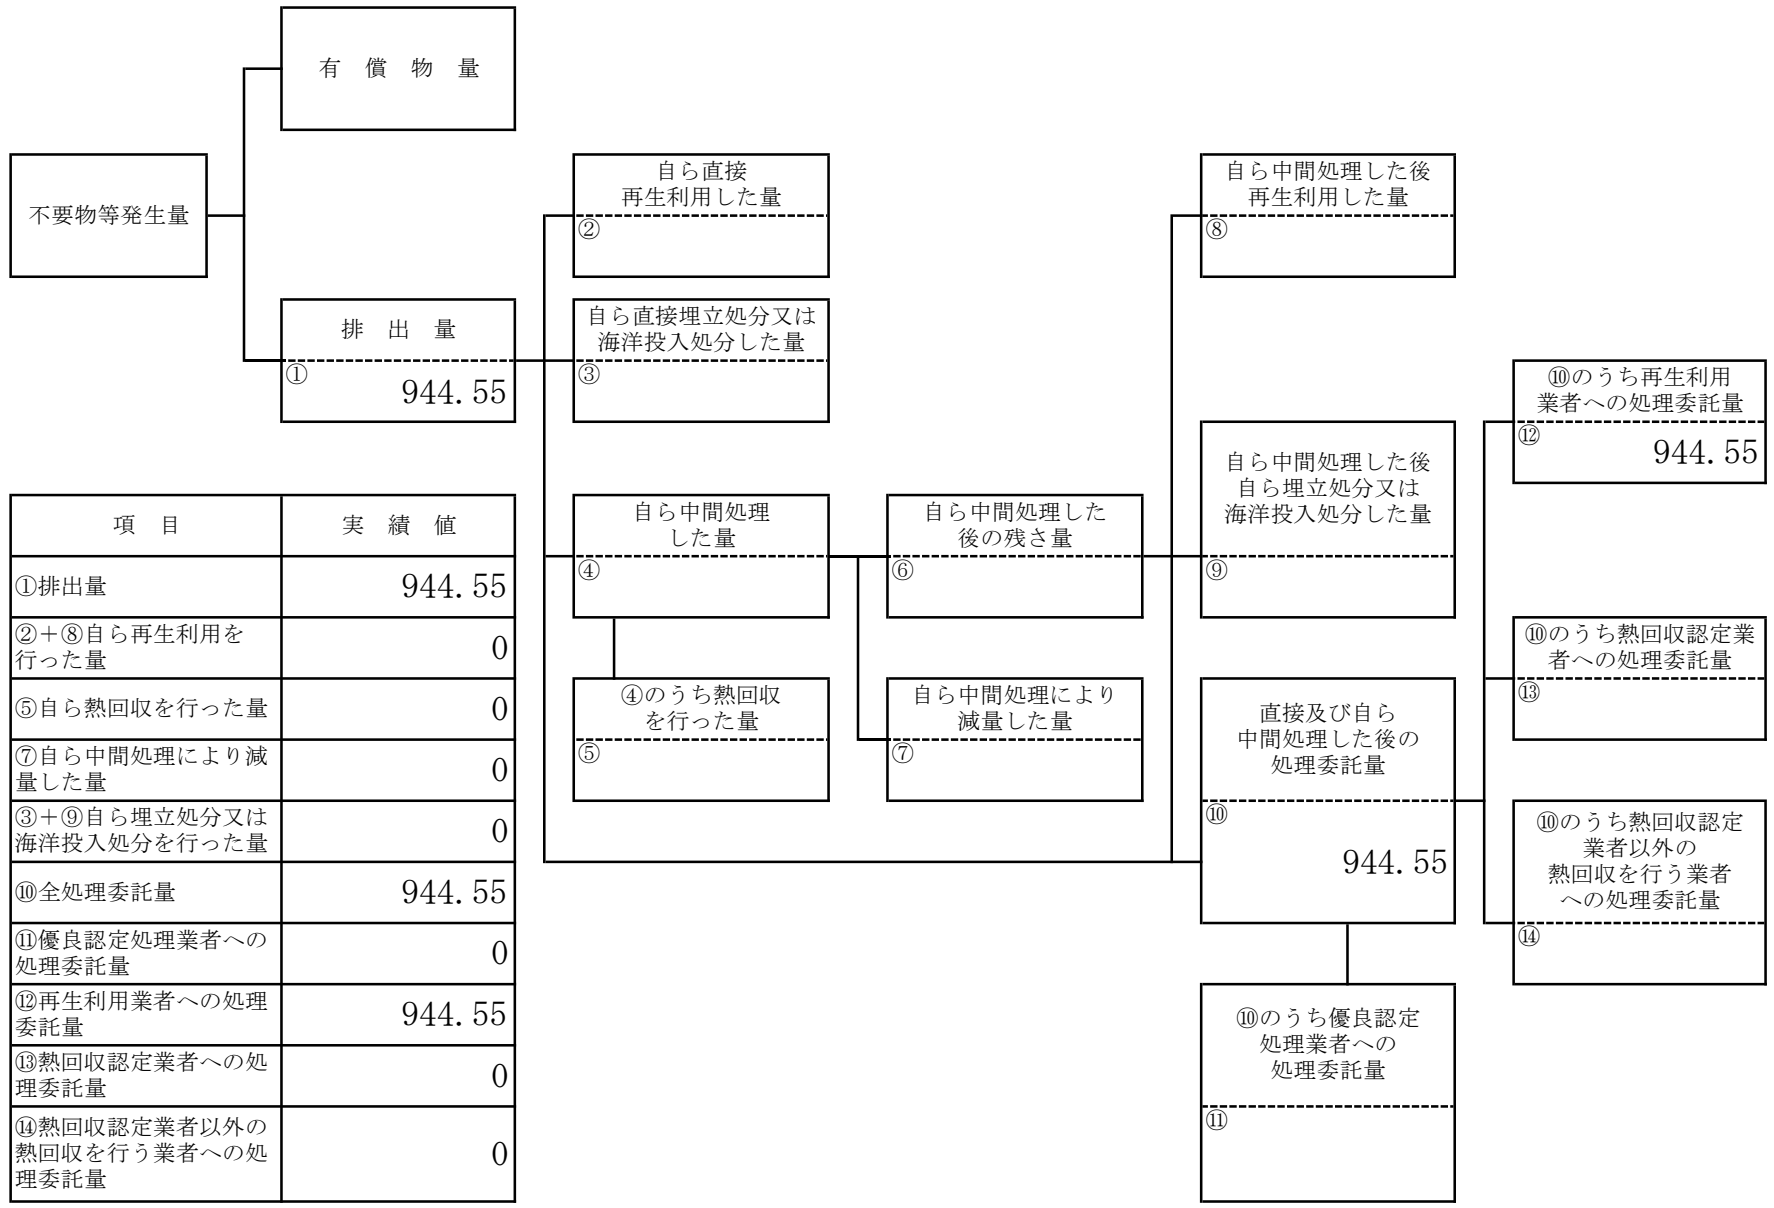 有 償 物 量
不要物等発生量
排 出 量
①
944.55
自ら直接
再生利用した量
②
自ら直接埋立処分又は
海洋投入処分した量
③
自ら中間処理
した量
④
④のうち熱回収
を行った量
⑤
自ら中間処理した
後の残さ量
⑥
自ら中間処理により
減量した量
⑦
自ら中間処理した後
再生利用した量
⑧
自ら中間処理した後
自ら埋立処分又は
海洋投入処分した量
⑨
直接及び自ら
中間処理した後の
処理委託量
⑩
944.55
⑩のうち優良認定
処理業者への
処理委託量
⑪
⑩のうち再生利用
業者への処理委託量
⑫
944.55
⑩のうち熱回収認定業
者への処理委託量
⑬
⑩のうち熱回収認定
業者以外の
熱回収を行う業者
への処理委託量
⑭
項 目 実 績 値
①排出量 944.55
②+⑧自ら再生利用を
行った量 0
⑤自ら熱回収を行った量 0
⑦自ら中間処理により減
量した量 0
③+⑨自ら埋立処分又は
海洋投入処分を行った量 0
⑩全処理委託量 944.55
⑪優良認定処理業者への
処理委託量 0
⑫再生利用業者への処理
委託量 944.55
⑬熱回収認定業者への処
理委託量 0
⑭熱回収認定業者以外の
熱回収を行う業者への処
理委託量 0